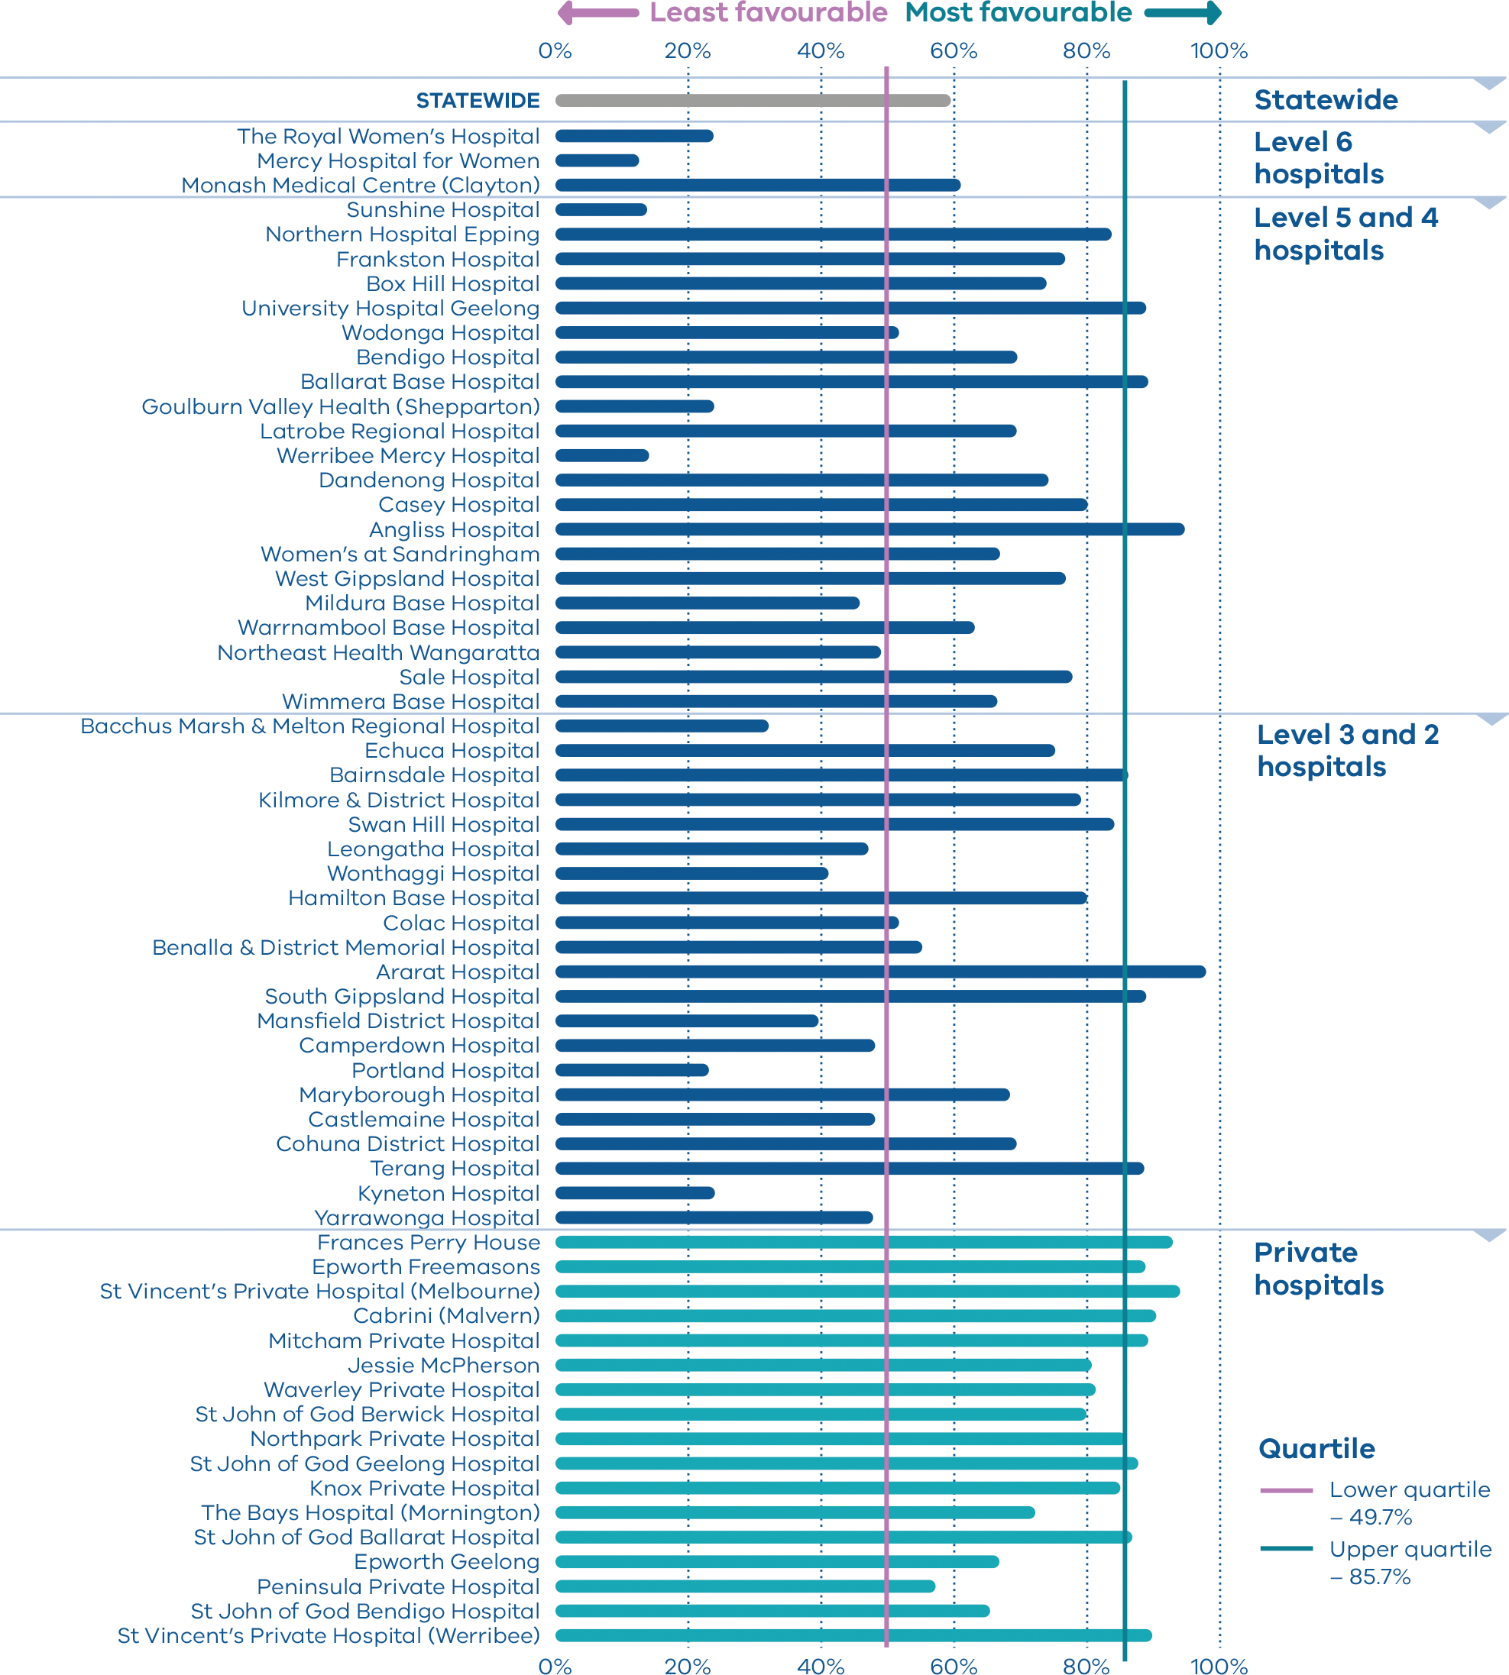 Least favourable Most favourable
0% 20% 40% 60% 80% 100%
STATEWIDE
Statewide
The Royal Women’s Hospital
Mercy Hospital for Women
Monash Medical Centre (Clayton)
Level 6
hospitals
Sunshine Hospital
Northern Hospital Epping
Frankston Hospital
Box Hill Hospital
University Hospital Geelong
Wodonga Hospital
Bendigo Hospital
Ballarat Base Hospital
Goulburn Valley Health (Shepparton)
Latrobe Regional Hospital
Werribee Mercy Hospital
Dandenong Hospital
Casey Hospital
Angliss Hospital
Women’s at Sandringham
West Gippsland Hospital
Mildura Base Hospital
Warrnambool Base Hospital
Northeast Health Wangaratta
Sale Hospital
Wimmera Base Hospital
Level 5 and 4
hospitals
Bacchus Marsh & Melton Regional Hospital
Echuca Hospital
Bairnsdale Hospital
Kilmore & District Hospital
Swan Hill Hospital
Leongatha Hospital
Wonthaggi Hospital
Hamilton Base Hospital
Colac Hospital
Benalla & District Memorial Hospital
Ararat Hospital
South Gippsland Hospital
Mansfield District Hospital
Camperdown Hospital
Portland Hospital
Maryborough Hospital
Castlemaine Hospital
Cohuna District Hospital
Terang Hospital
Kyneton Hospital
Yarrawonga Hospital
Level 3 and 2
hospitals
Frances Perry House
Epworth Freemasons
St Vincent’s Private Hospital (Melbourne)
Cabrini (Malvern)
Mitcham Private Hospital
Jessie McPherson
Waverley Private Hospital
St John of God Berwick Hospital
Northpark Private Hospital
St John of God Geelong Hospital
Knox Private Hospital
The Bays Hospital (Mornington)
St John of God Ballarat Hospital
Epworth Geelong
Peninsula Private Hospital
St John of God Bendigo Hospital
St Vincent’s Private Hospital (Werribee)
Private
hospitals
Quartile
Lower quartile
– 49.7%
Upper quartile
– 85.7%
0% 20% 40% 60% 80% 100%